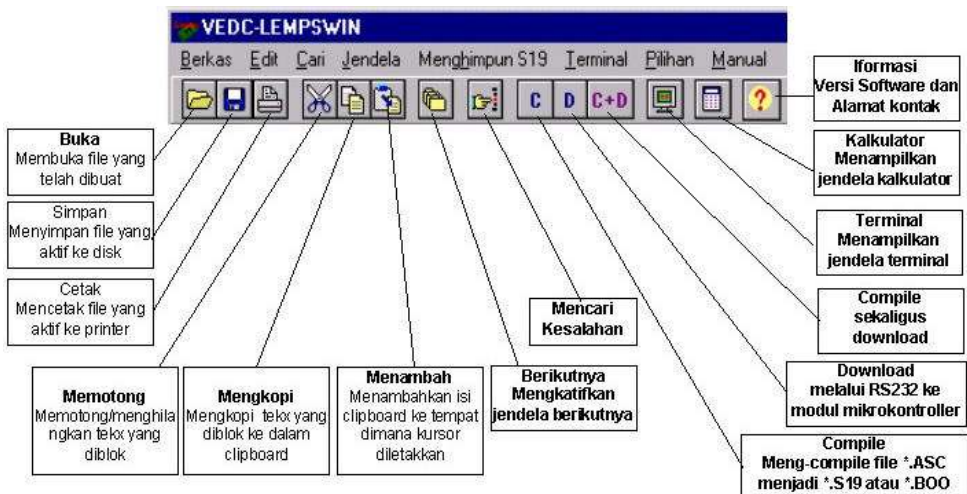 VEDC-LEMPSWIN
Berkas Edit Cari Jendela Menghimpun S19 Terminal Pilihan Manual
C D C+D ?
Iformasi
Versi Software dan
Alamat kontak
Buka
Membuka file yang
telah dibuat
Kalkulator
Menampilkan
jendela kalkulator
Simpan
Menyimpan file yang
aktif ke disk
Terminal
Menampilkan
jendela terminal
Cetak
Mencetak file yang
aktif ke printer
Mencari
Kesalahan
Compile
sekaligus
download
Memotong
Memotong/menghila
ngkan tekx yang
diblok
Mengkopi
Mengkopi tekx yang
diblok ke dalam
clipboard
Menambah
Menambahkan isi
clipboard ke tempat
dimana kursor
diletakkan
Berikutnya
Mengkatifkan
jendela berikutnya
Download
melalui RS232 ke
modul mikrokontroller
Compile
Meng-compile file *.ASC
menjadi *.S19 atau *.BOO